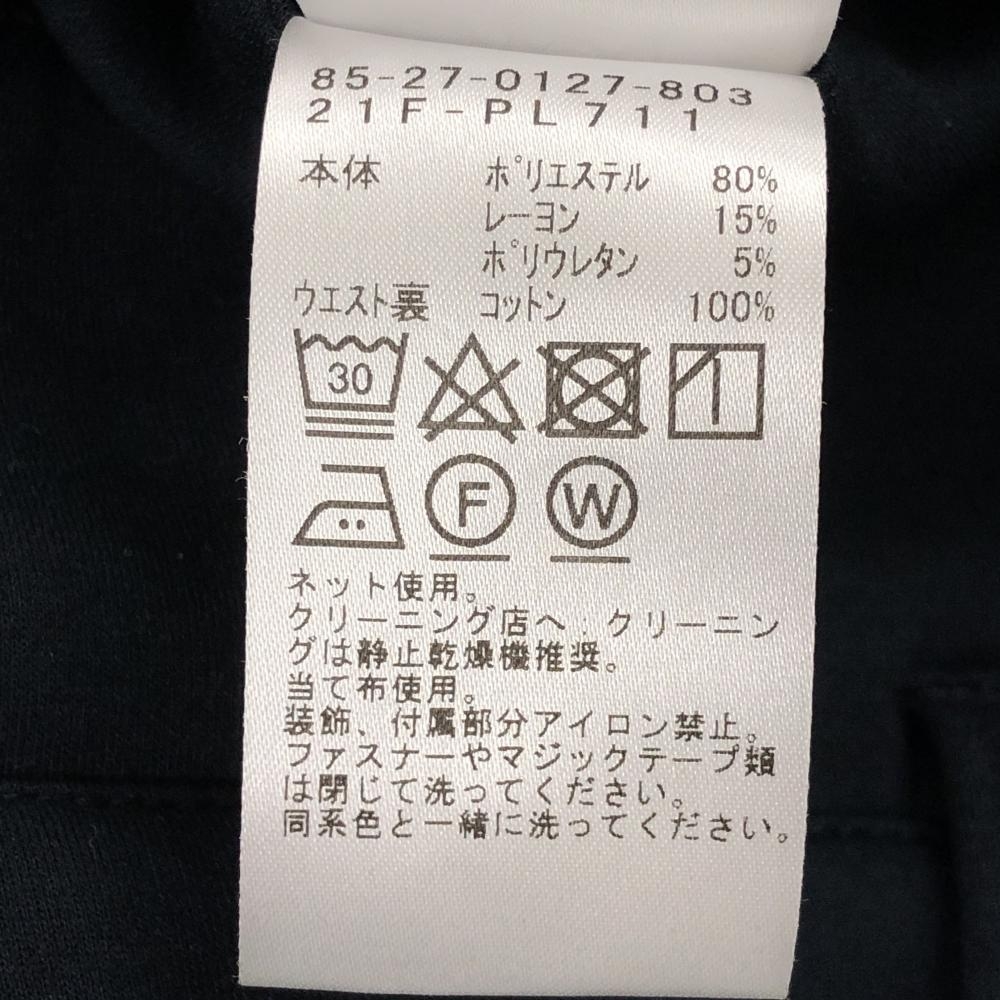 85-27-0127-803
21F-PL711
本体 ポリエステル 80%
レーヨン 15%
ポリウレタン 5%
ウエスト裏 コットン 100%
30
F W
ネット使用。
クリーニング店へ:クリーニン
グは静止乾燥機推奨。
当て布使用。
装飾、付属部分アイロン禁止。
ファスナーやマジックテープ類
は閉じて洗ってください。
同系色と一緒に洗ってください。